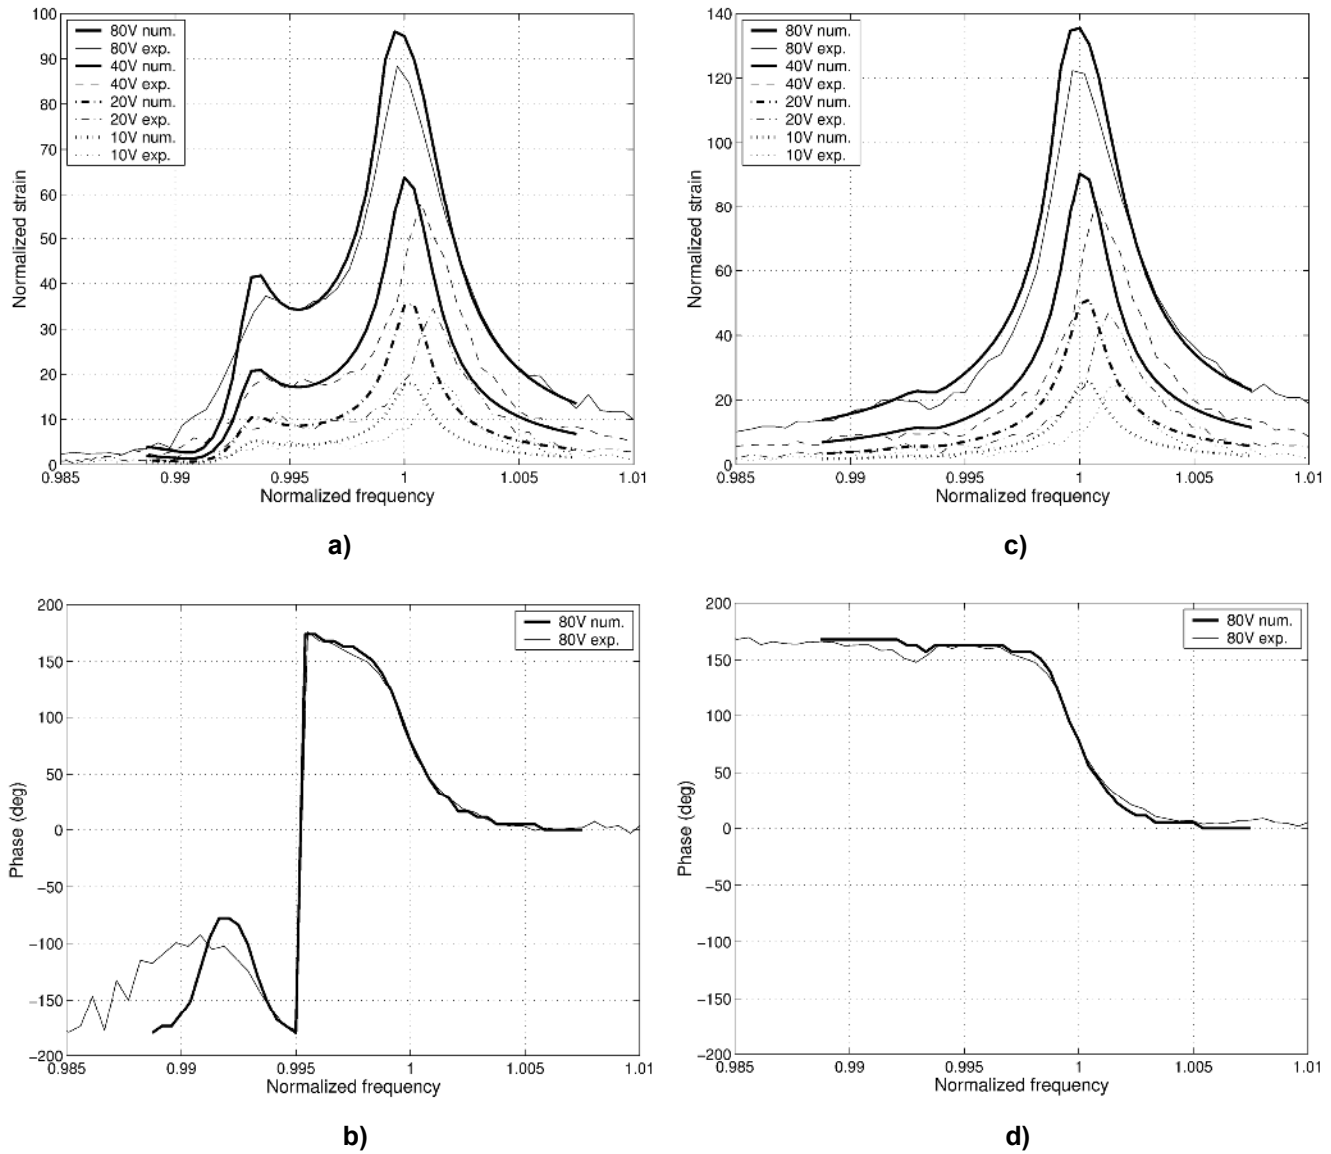 100
90
80
70
60
50
40
30
20
10
0
Normalized strain
80V num.
80V exp.
40V num.
40V exp.
20V num.
20V exp.
10V num.
10V exp.
0.985 0.99 0.995 1 1.005 1.01
Normalized frequency
a)
140
120
100
80
60
40
20
0
Normalized strain
80V num.
80V exp.
40V num.
40V exp.
20V num.
20V exp.
10V num.
10V exp.
0.985 0.99 0.995 1 1.005 1.01
Normalized frequency
c)
200
150
100
50
0
−50
−100
−150
−200
Phase (deg)
80V num.
80V exp.
0.985 0.99 0.995 1 1.005 1.01
Normalized frequency
b)
200
150
100
50
0
−50
−100
−150
−200
Phase (deg)
80V num.
80V exp.
0.985 0.99 0.995 1 1.005 1.01
Normalized frequency
d)